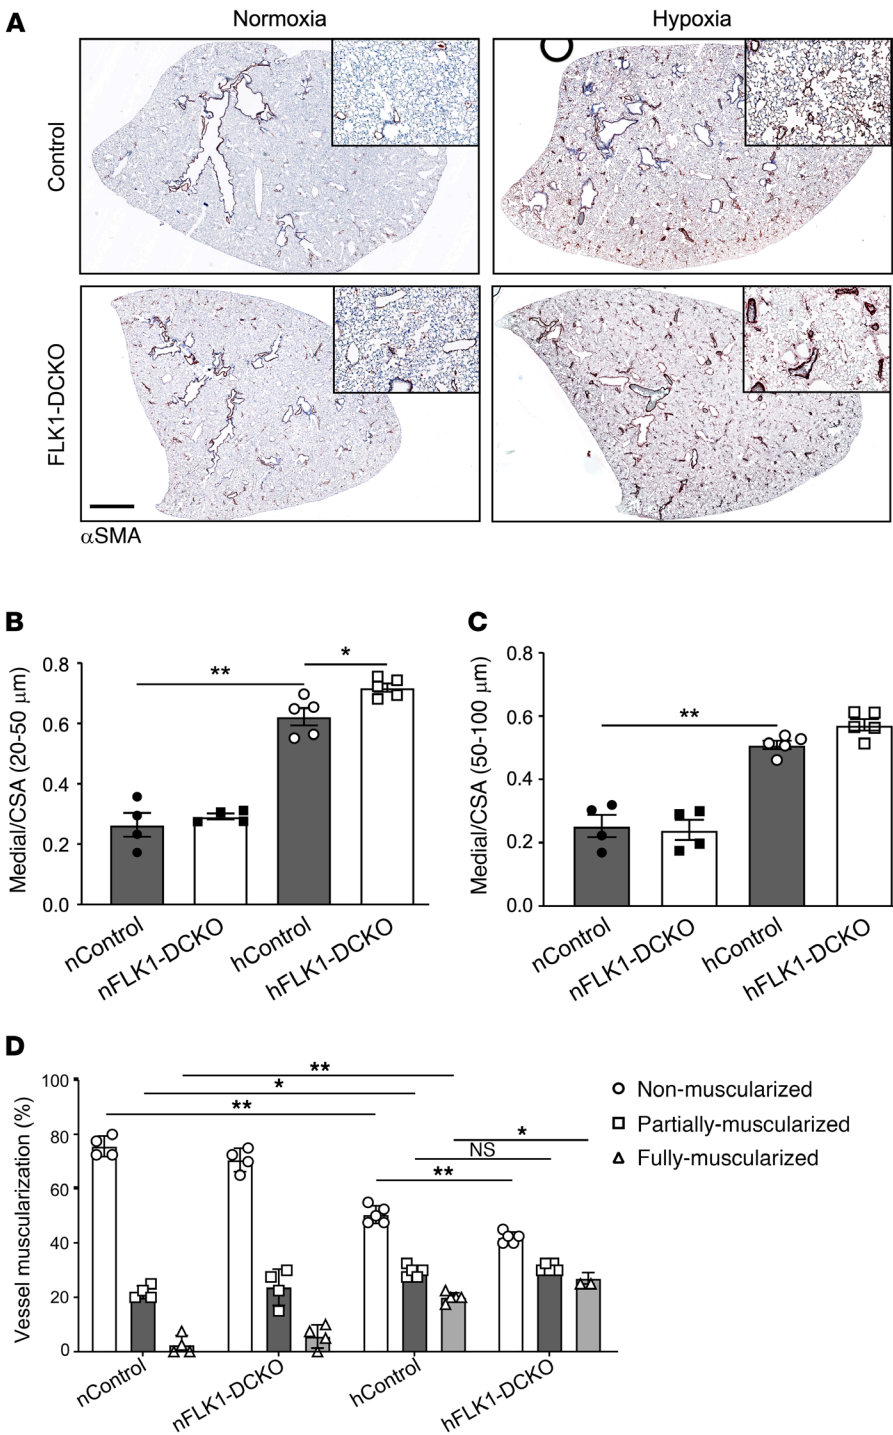 A
Normoxia
Hypoxia
Control
FLK1-DCKO
αSMA
B
Medial/CSA (20-50 μm)
0.8
0.6
0.4
0.2
0.0
**
*
nControl
nFLK1-DCKO
hControl
hFLK1-DCKO
C
Medial/CSA (50-100 μm)
0.8
0.6
0.4
0.2
0.0
**
nControl
nFLK1-DCKO
hControl
hFLK1-DCKO
D
Vessel muscularization (%)
100
80
60
40
20
0
**
*
**
*
NS
**
Non-muscularized
Partially-muscularized
Fully-muscularized
nControl
nFLK1-DCKO
hControl
hFLK1-DCKO